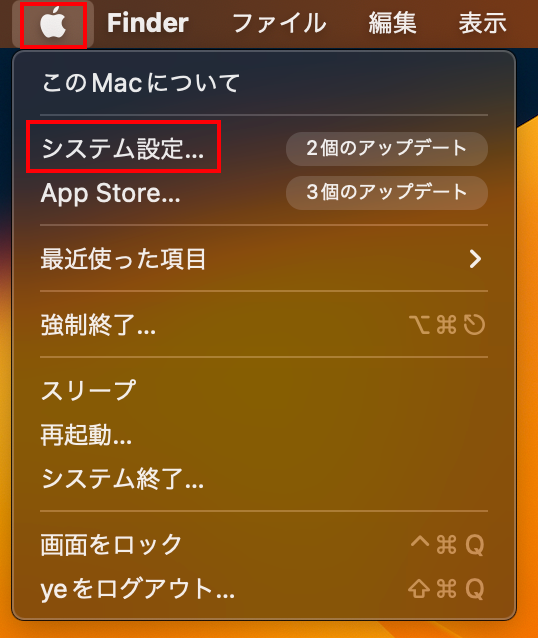 Finder ファイル 編集 表示
このMacについて
システム設定... 2個のアップデート
App Store... 3個のアップデート
最近使った項目
強制終了... ⌥⌘⎋
スリープ
再起動...
システム終了...
画面をロック ^⌘Q
yeをログアウト... ⇧⌘Q